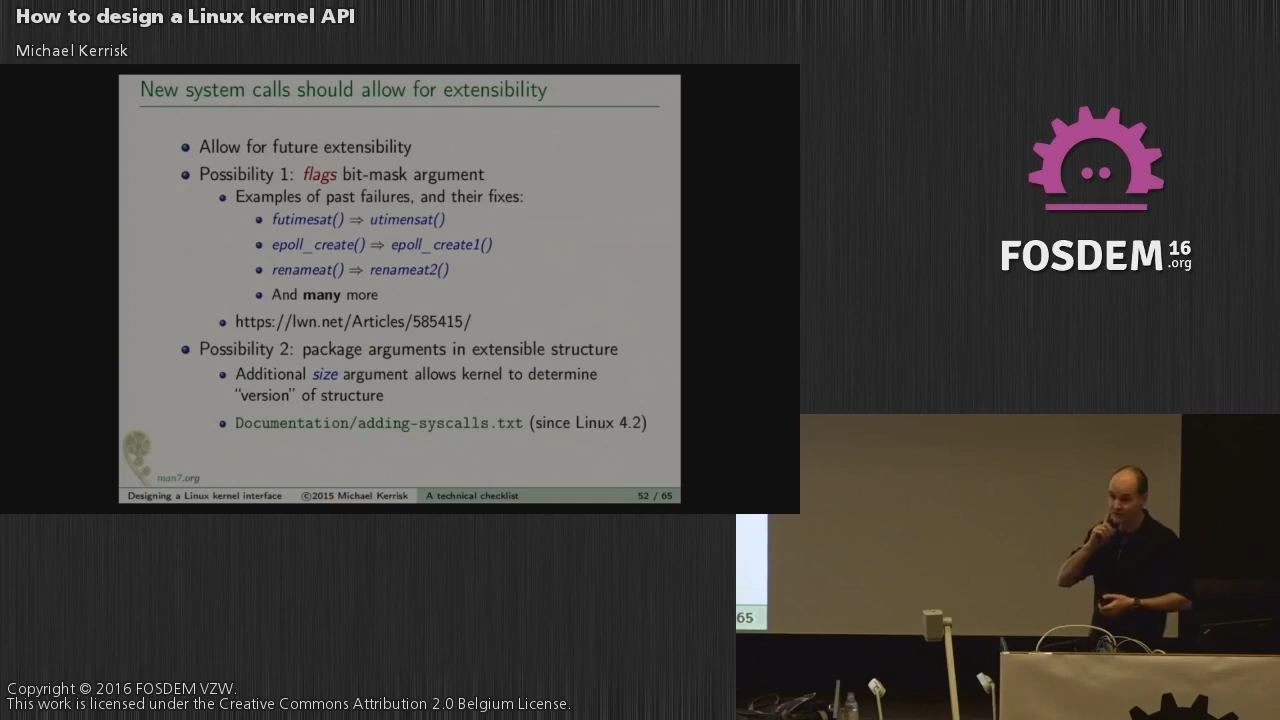 How to design a Linux kernel API
Michael Kerrisk
New system calls should allow for extensibility
Allow for future extensibility
Possibility 1: flags bit-mask argument
Examples of past failures, and their fixes:
futimesat() ⇒ utimensat()
epoll_create() ⇒ epoll_create1()
renameat() ⇒ renameat2()
And many more
https://lwn.net/Articles/585415/
Possibility 2: package arguments in extensible structure
Additional size argument allows kernel to determine
“version” of structure
Documentation/adding-syscalls.txt (since Linux 4.2)
man7.org
Designing a Linux kernel interface ©2015 Michael Kerrisk A technical checklist 52 / 65
FOSDEM 16
.org
65
Copyright © 2016 FOSDEM VZW.
This work is licensed under the Creative Commons Attribution 2.0 Belgium License.